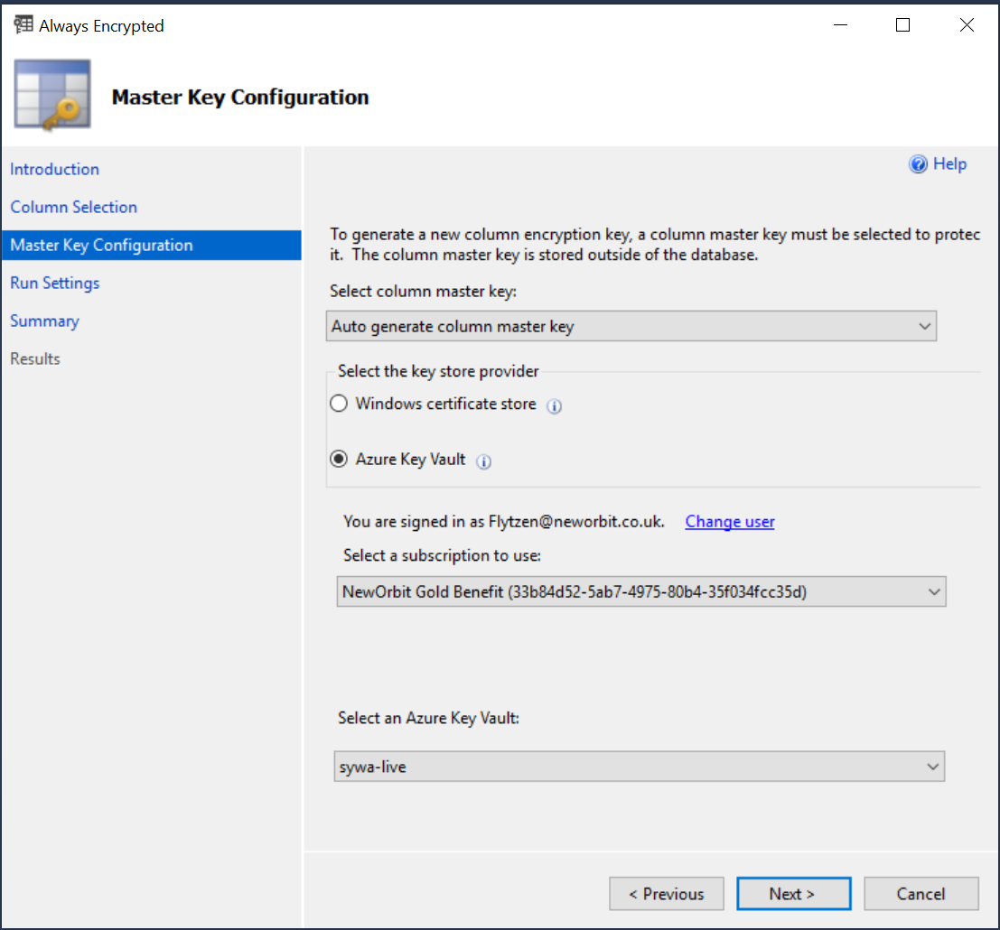 Always Encrypted
Master Key Configuration
Introduction
Column Selection
Master Key Configuration
Run Settings
Summary
Results
Help
To generate a new column encryption key, a column master key must be selected to protec
it. The column master key is stored outside of the database.
Select column master key:
Auto generate column master key
Select the key store provider
Windows certificate store
Azure Key Vault
You are signed in as Flytzen@neworbit.co.uk. Change user
Select a subscription to use:
NewOrbit Gold Benefit (33b84d52-5ab7-4975-80b4-35f034fcc35d)
Select an Azure Key Vault:
sywa-live
< Previous Next > Cancel